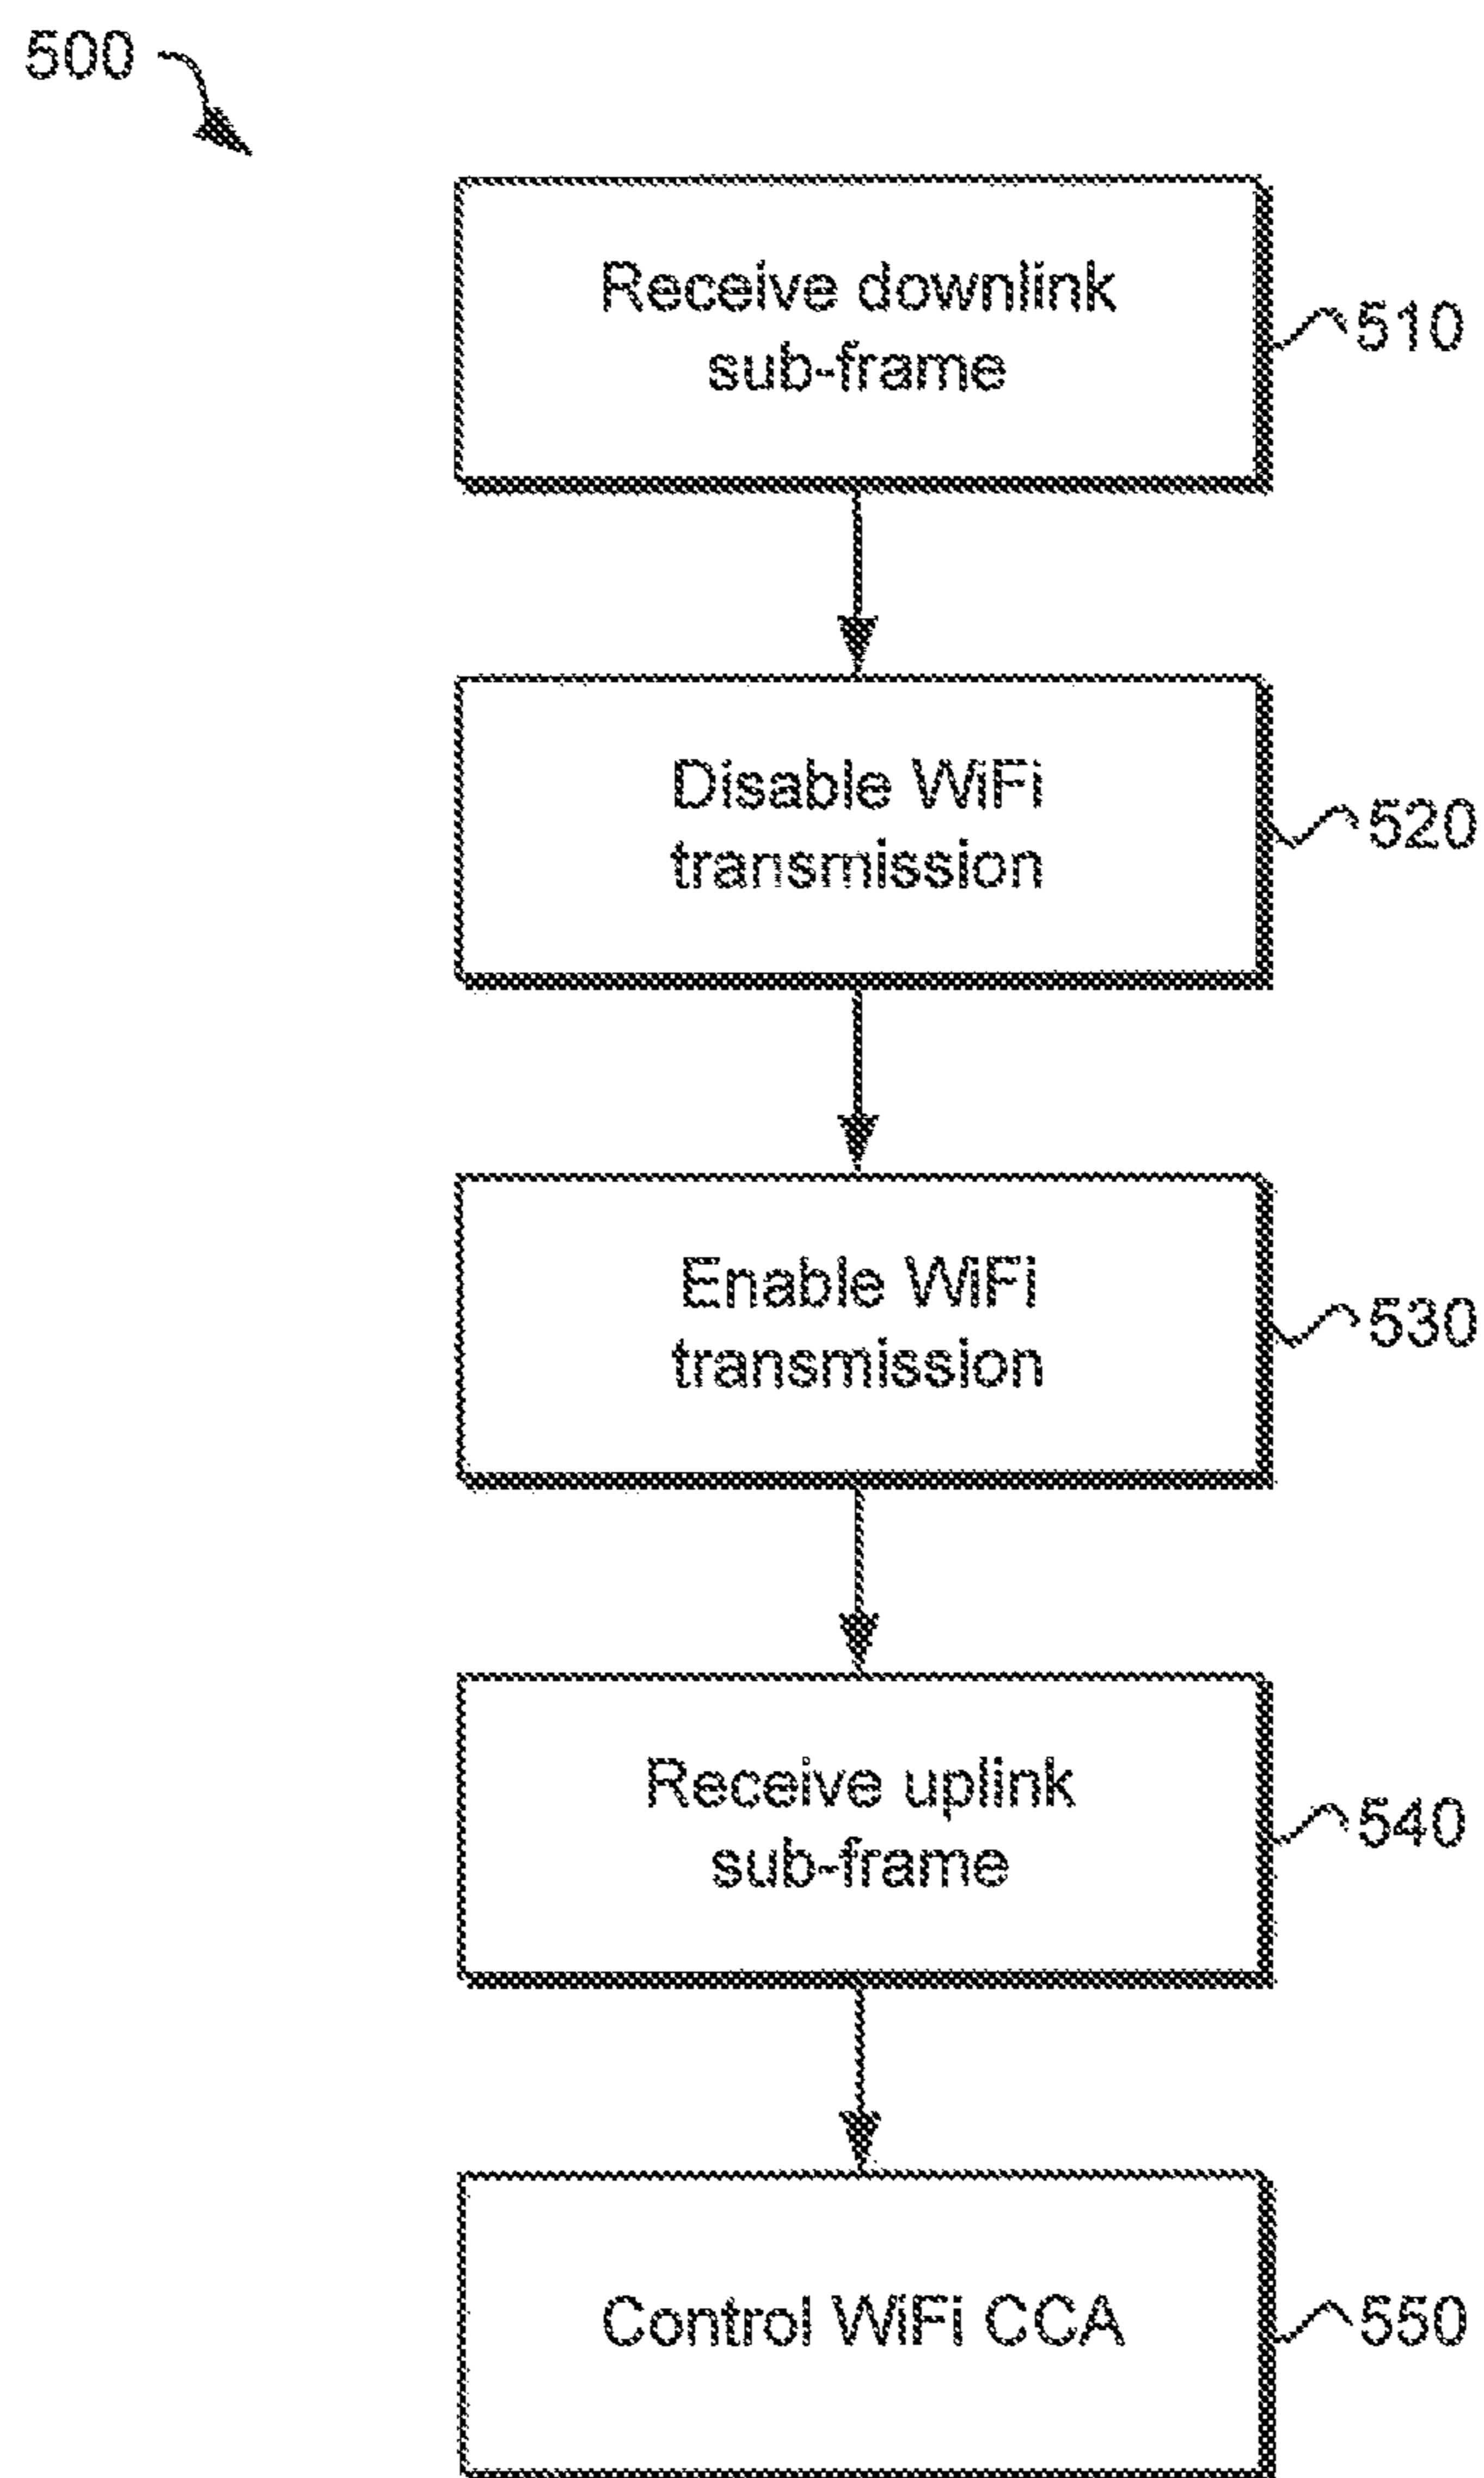 500
Receive downlink
sub-frame
510
Disable WiFi
transmission
520
Enable WiFi
transmission
530
Receive uplink
sub-frame
540
Control WiFi CCA
550